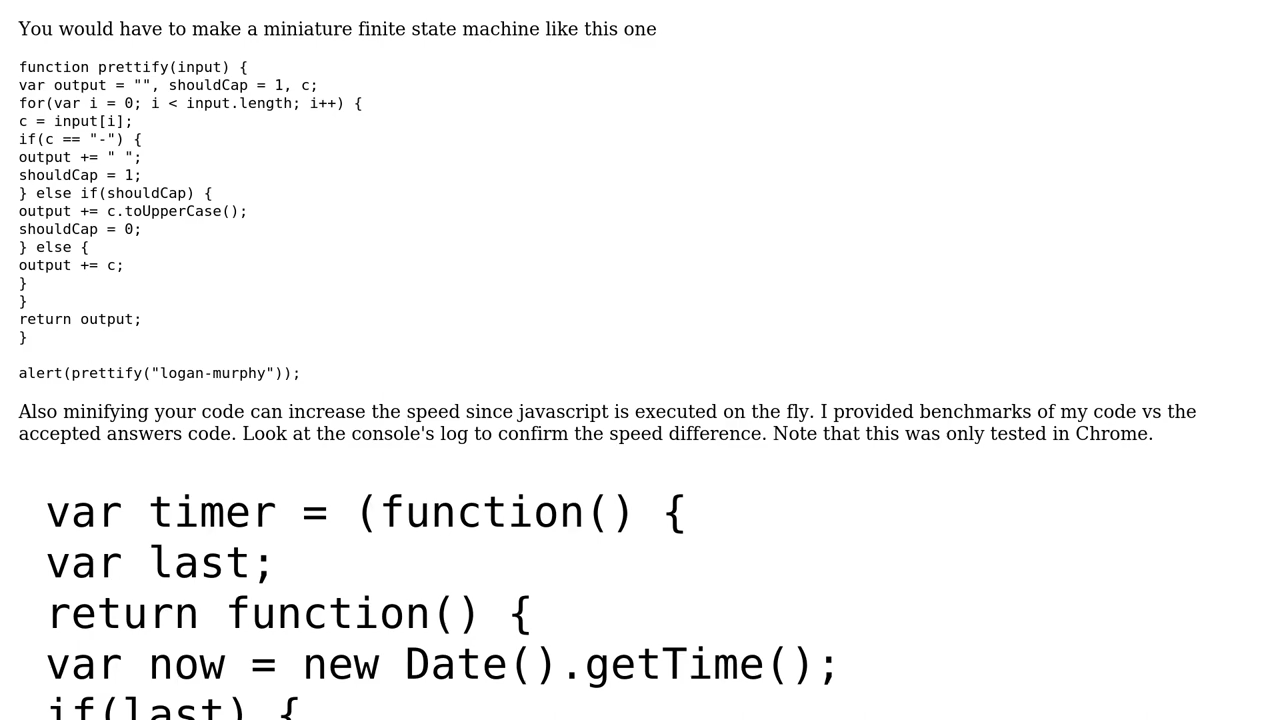 You would have to make a miniature finite state machine like this one
function prettify(input) {
var output = "", shouldCap = 1, c;
for(var i = 0; i < input.length; i++) {
c = input[i];
if(c == "-") {
output += " ";
shouldCap = 1;
} else if(shouldCap) {
output += c.toUpperCase();
shouldCap = 0;
} else {
output += c;
}
}
return output;
}
alert(prettify("logan-murphy"));
Also minifying your code can increase the speed since javascript is executed on the fly. I provided benchmarks of my code vs the
accepted answers code. Look at the console's log to confirm the speed difference. Note that this was only tested in Chrome.
var timer = (function() {
var last;
return function() {
var now = new Date().getTime();
if(last) {